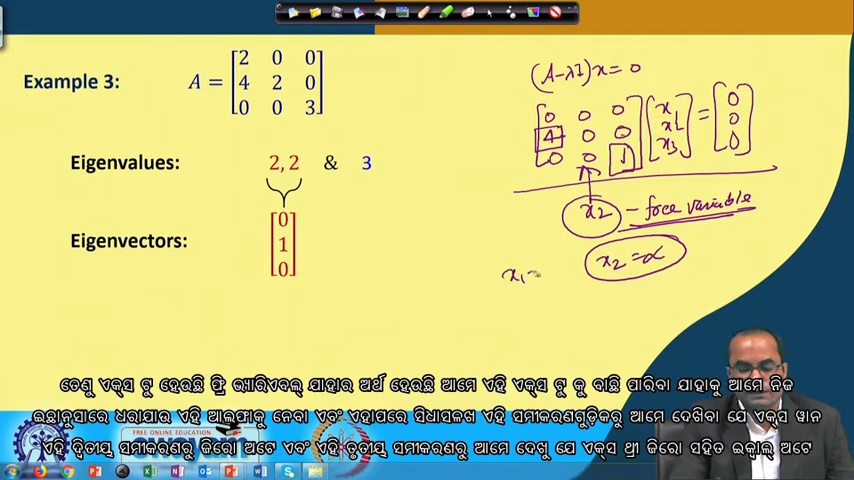 Example 3: A = [2 0 0
4 2 0
0 0 3]
Eigenvalues: 2, 2 & 3
Eigenvectors: [0
1
0]
(A-λI)x = 0
[0 0 0
4 0 0
0 0 1] [x1
x2
x3] = [0
0
0]
x2 - free variable
x2 = α
x1 =
ତେଣୁ ଏକ୍ସ ଟୁ ହେଉଛି ଫ୍ରି ଭ୍ୟାରିଏବଲ୍ ଯାହାର ଅର୍ଥ ହେଉଛି ଆମେ ଏହି ଏକ୍ସ ଟୁ କୁ ବାଛି ପାରିବା ଯାହାକୁ ଆମେ ନିଜ
ଇଚ୍ଛାନୁସାରେ ଧରାଯାଉ ଏହି ଆଲଫାକୁ ନେବା ଏବଂ ଏହାପରେ ସିଧାସଳଖ ଏହି ସମୀକରଣଗୁଡ଼ିକରୁ ଆମେ ଦେଖିବା ଯେ ଏକ୍ସ ୱାନ
ଏହି ଦ୍ୱିତୀୟ ସମୀକରଣରୁ ଜିରୋ ଅଟେ ଏବଂ ଏହି ତୃତୀୟ ସମୀକରଣରୁ ଆମେ ଦେଖୁ ଯେ ଏକ୍ସ ଥ୍ରୀ ଜିରୋ ସହିତ ଇକ୍ୱାଲ୍ ଅଟେ
FREE ONLINE EDUCATION